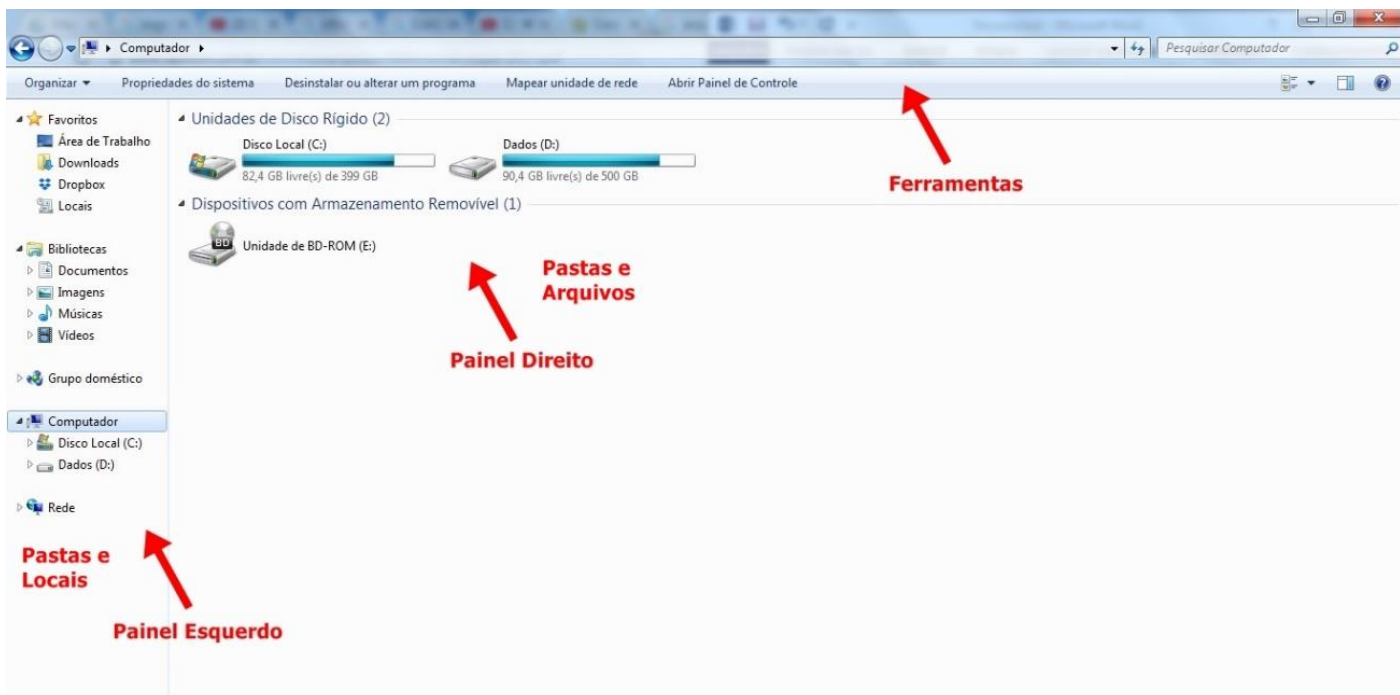 Computador
Pesquisar Computador
Organizar Propriedades do sistema Desinstalar ou alterar um programa Mapear unidade de rede Abrir Painel de Controle
Ferramentas
Favoritos
Área de Trabalho
Downloads
Dropbox
Locais
Bibliotecas
Documentos
Imagens
Músicas
Vídeos
Grupo doméstico
Computador
Disco Local (C:)
Dados (D:)
Rede
Pastas e
Locais
Painel Esquerdo
Unidades de Disco Rígido (2)
Disco Local (C:)
82,4 GB livre(s) de 399 GB
Dados (D:)
90,4 GB livre(s) de 500 GB
Dispositivos com Armazenamento Removível (1)
BD
Unidade de BD-ROM (E:)
Pastas e
Arquivos
Painel Direito